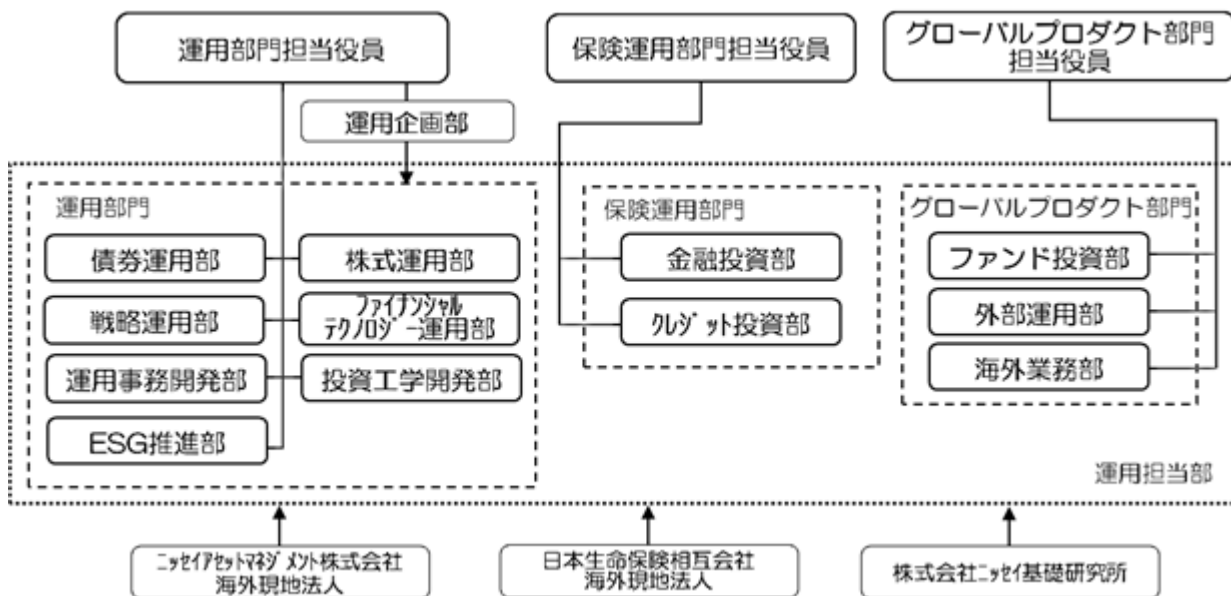 運用部門担当役員
保険運用部門担当役員
グローバルプロダクト部門
担当役員
運用企画部
運用部門
債券運用部
株式運用部
戦略運用部
ファイナンシャル
テクノロジー運用部
運用事務開発部
投資工学開発部
ESG推進部
保険運用部門
金融投資部
クレジット投資部
グローバルプロダクト部門
ファンド投資部
外部運用部
海外業務部
運用担当部
ニッセイアセットマネジメント株式会社
海外現地法人
日本生命保険相互会社
海外現地法人
株式会社ニッセイ基礎研究所